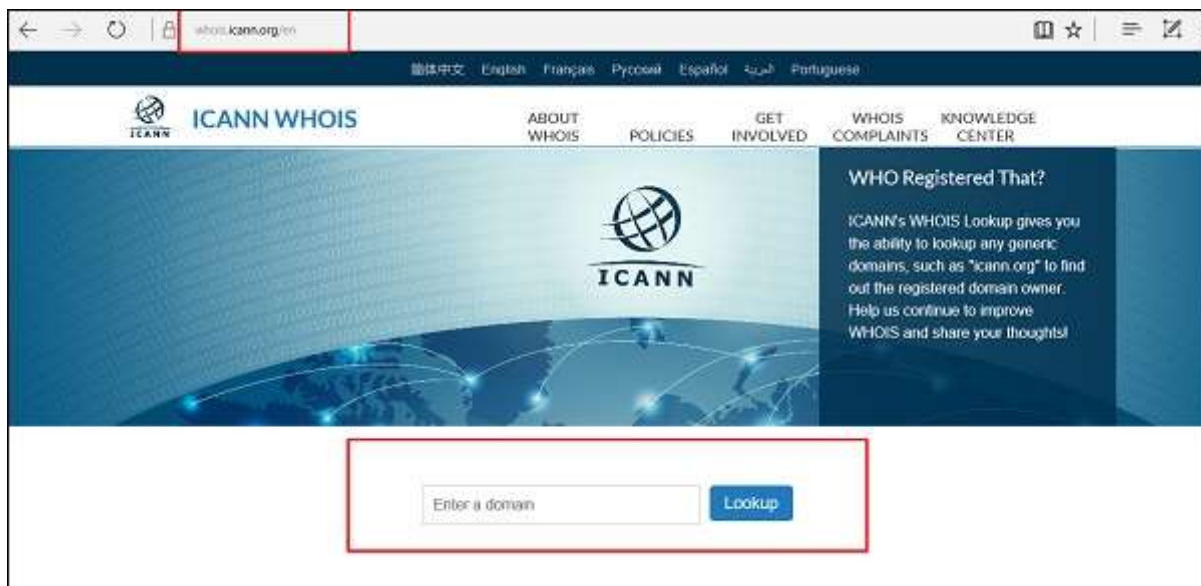 whois.icann.org/en
简体中文 English Français Русский Español العربية Portuguese
ICANN
ICANN WHOIS
ABOUT WHOIS
POLICIES
GET INVOLVED
WHOIS COMPLAINTS
KNOWLEDGE CENTER
ICANN
WHO Registered That?
ICANN's WHOIS Lookup gives you
the ability to lookup any generic
domains, such as "icann.org" to find
out the registered domain owner.
Help us continue to improve
WHOIS and share your thoughts!
Enter a domain
Lookup